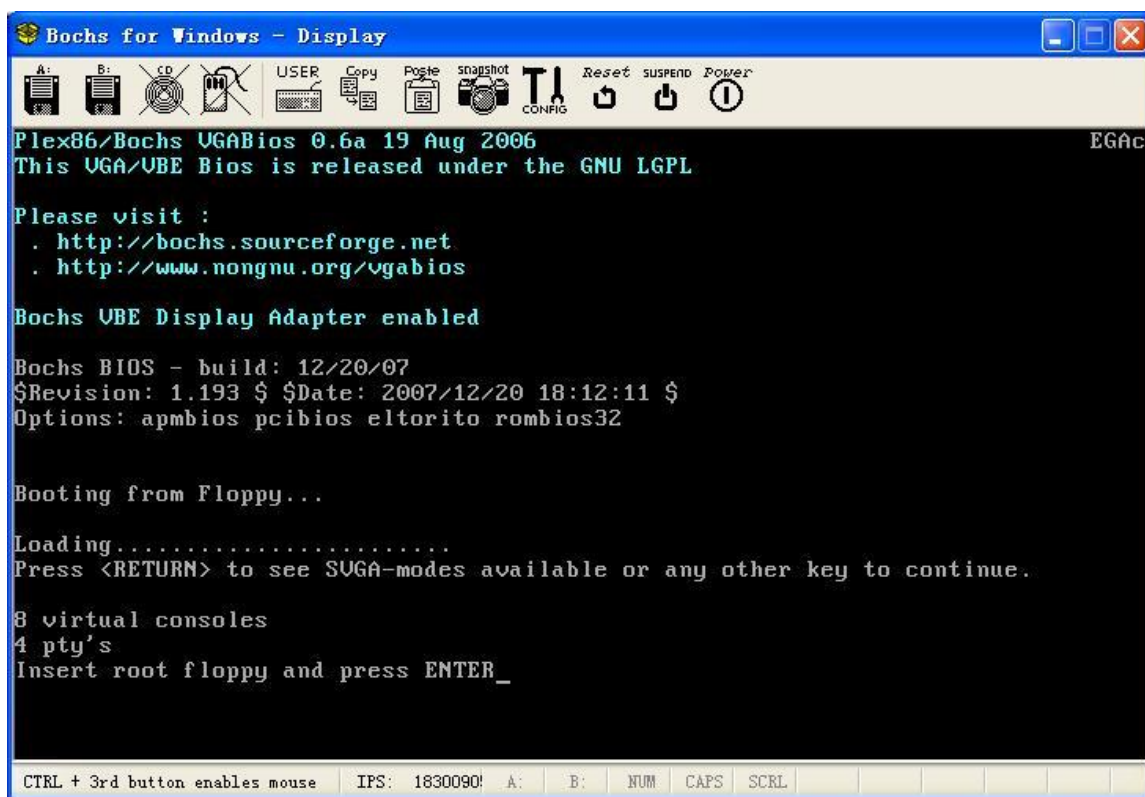 Bochs for Windows - Display
A: B: CD USER Copy Poste snapshot CONFIG Reset SUSPEND Power
Plex86/Bochs VGABios 0.6a 19 Aug 2006 EGAc
This VGA/VBE Bios is released under the GNU LGPL
Please visit :
. http://bochs.sourceforge.net
. http://www.nongnu.org/vgabios
Bochs VBE Display Adapter enabled
Bochs BIOS - build: 12/20/07
$Revision: 1.193 $ $Date: 2007/12/20 18:12:11 $
Options: apmbios pcibios eltorito rombios32
Booting from Floppy...
Loading........................
Press <RETURN> to see SVGA-modes available or any other key to continue.
8 virtual consoles
4 pty's
Insert root floppy and press ENTER_
CTRL + 3rd button enables mouse IPS: A: B: NUM CAPS SCRL